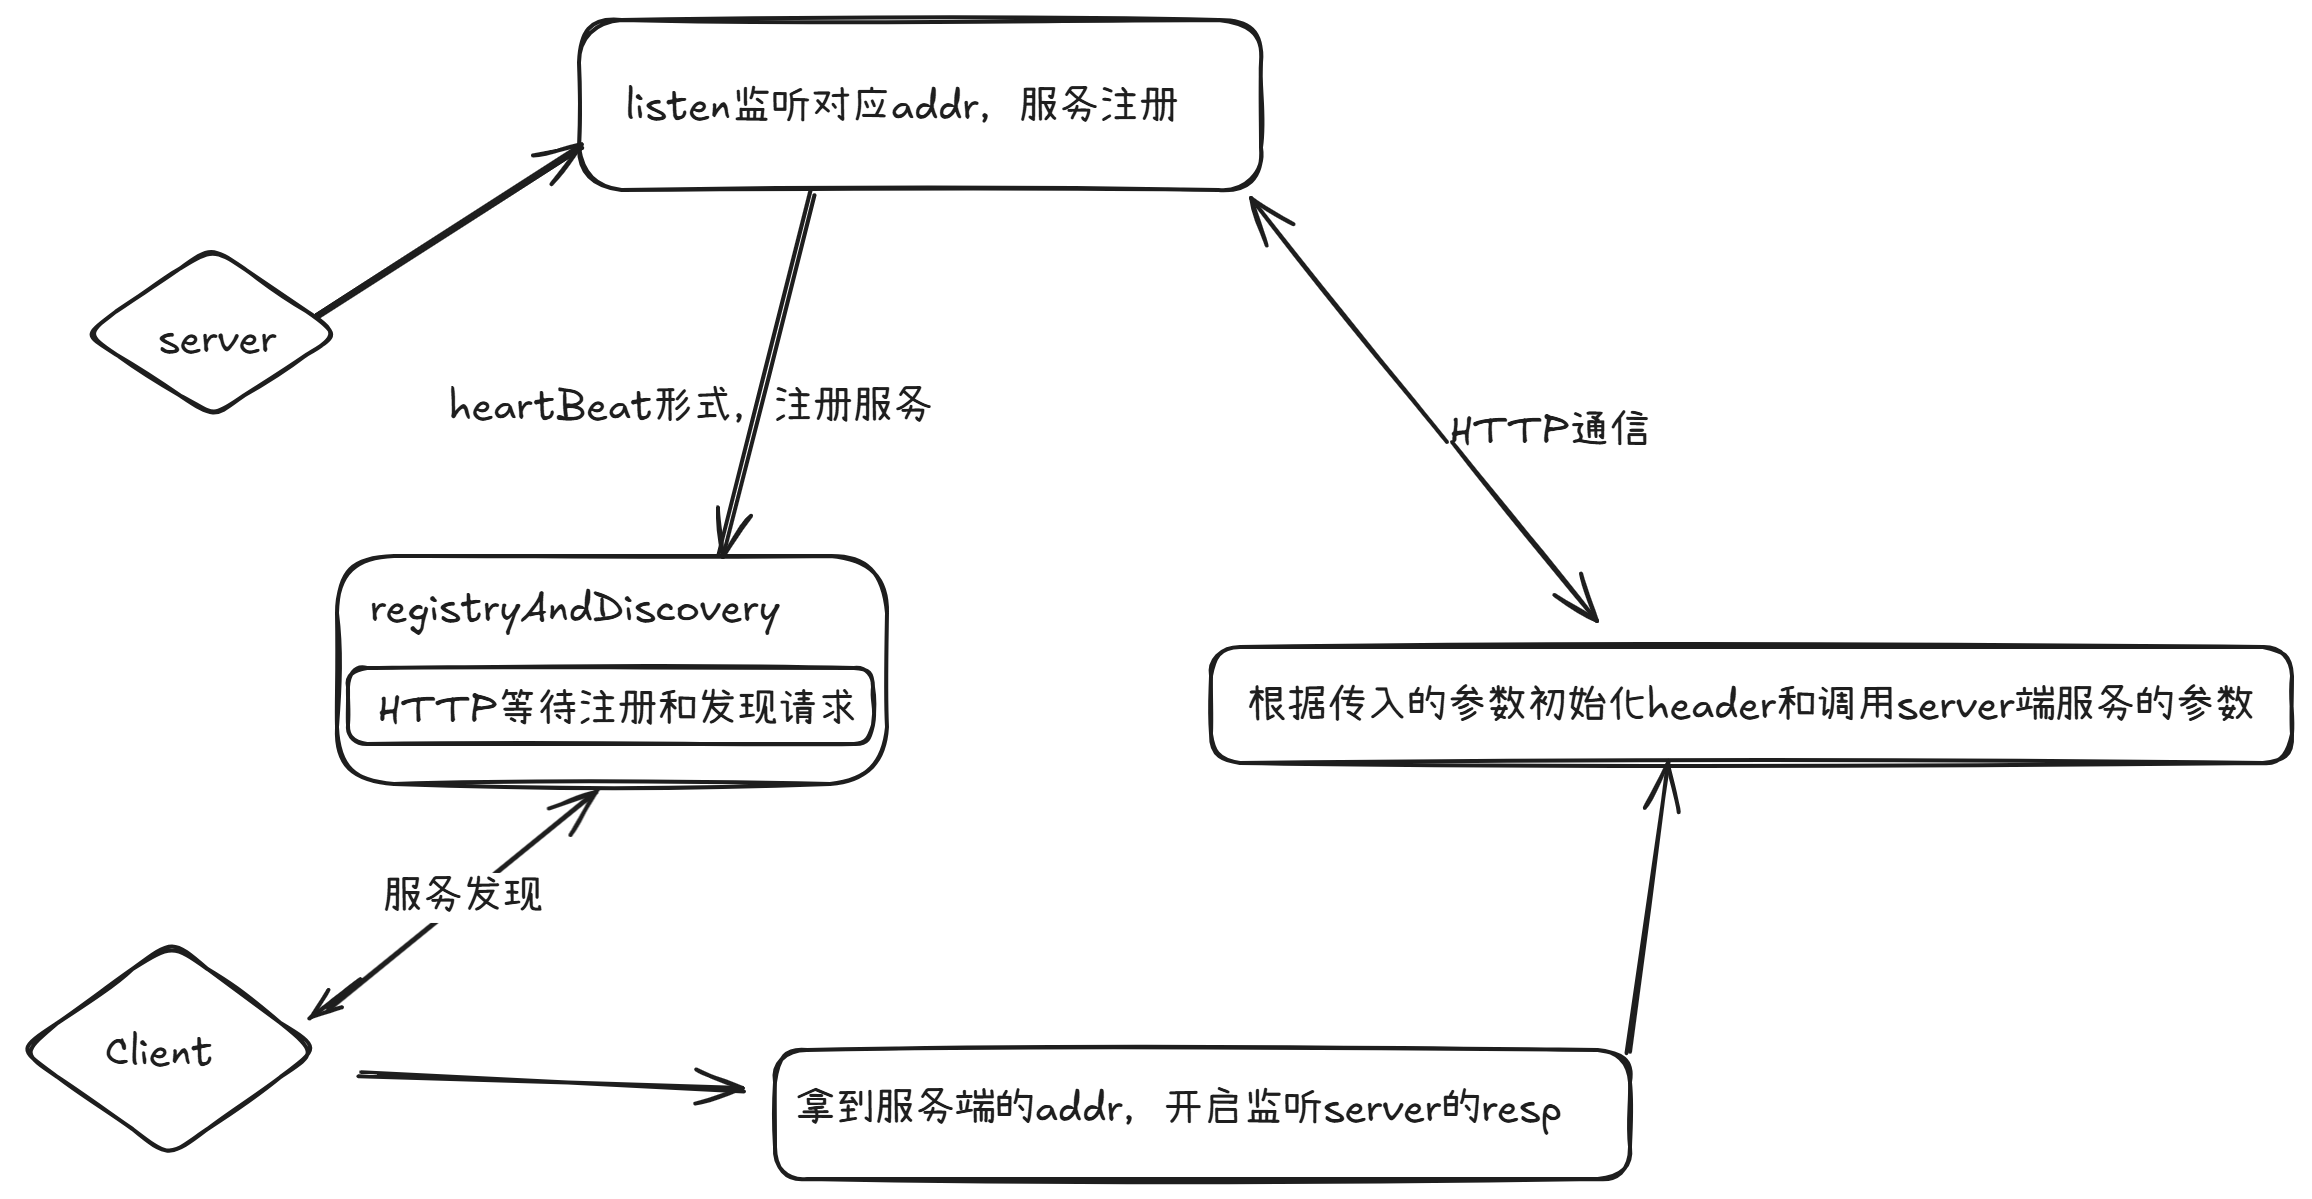 listen监听对应addr，服务注册
server
heartBeat形式，注册服务
HTTP通信
registryAndDiscovery
HTTP等待注册和发现请求
根据传入的参数初始化header和调用server端服务的参数
服务发现
Client
拿到服务端的addr，开启监听server的resp